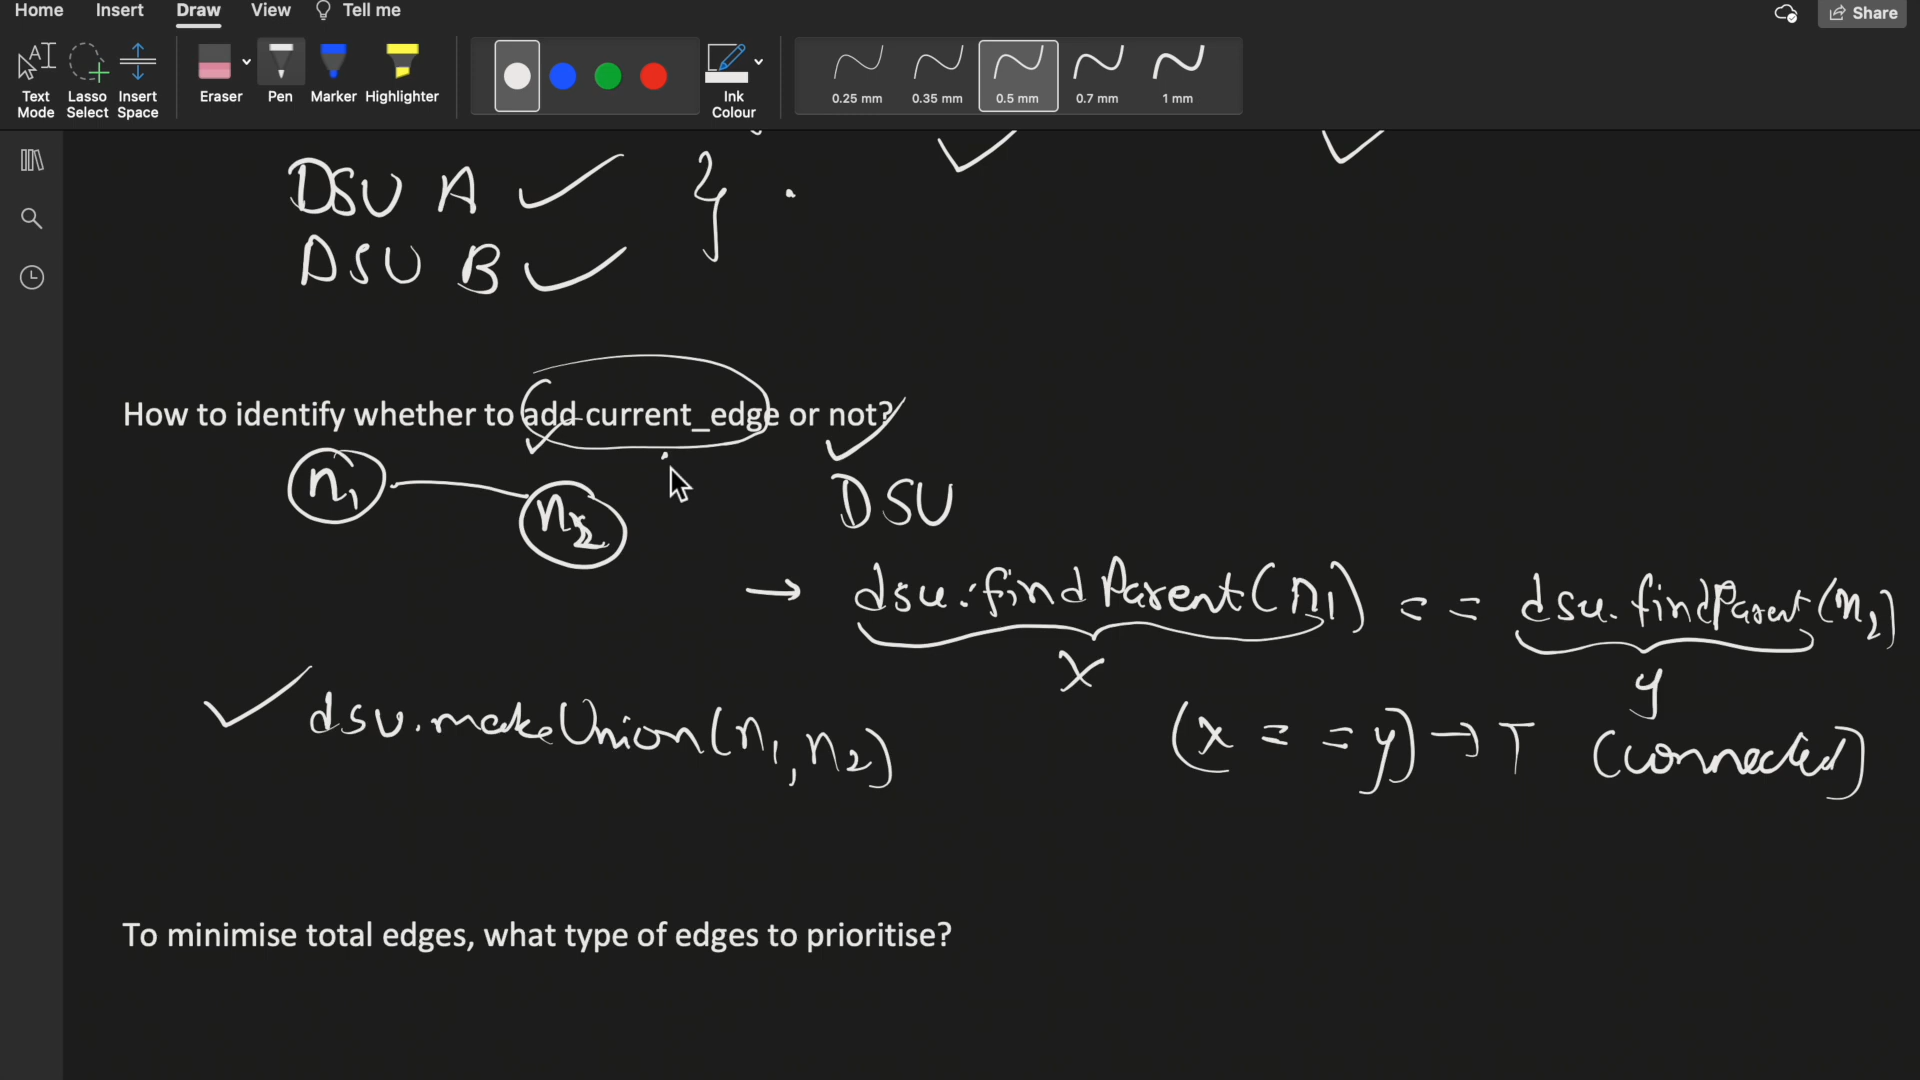 Home Insert Draw View Tell me Share
Text Mode
Lasso Select
Insert Space
Eraser
Pen
Marker
Highlighter
Ink Colour
0.25 mm
0.35 mm
0.5 mm
0.7 mm
1 mm
DSU A
DSU B
How to identify whether to add current_edge or not?
n1
n2
DSU
→ dsu.findParent(n1) == dsu.findParent(n2)
x
y
dsu.makeUnion(n1, n2)
(x == y) → T (connected)
To minimise total edges, what type of edges to prioritise?